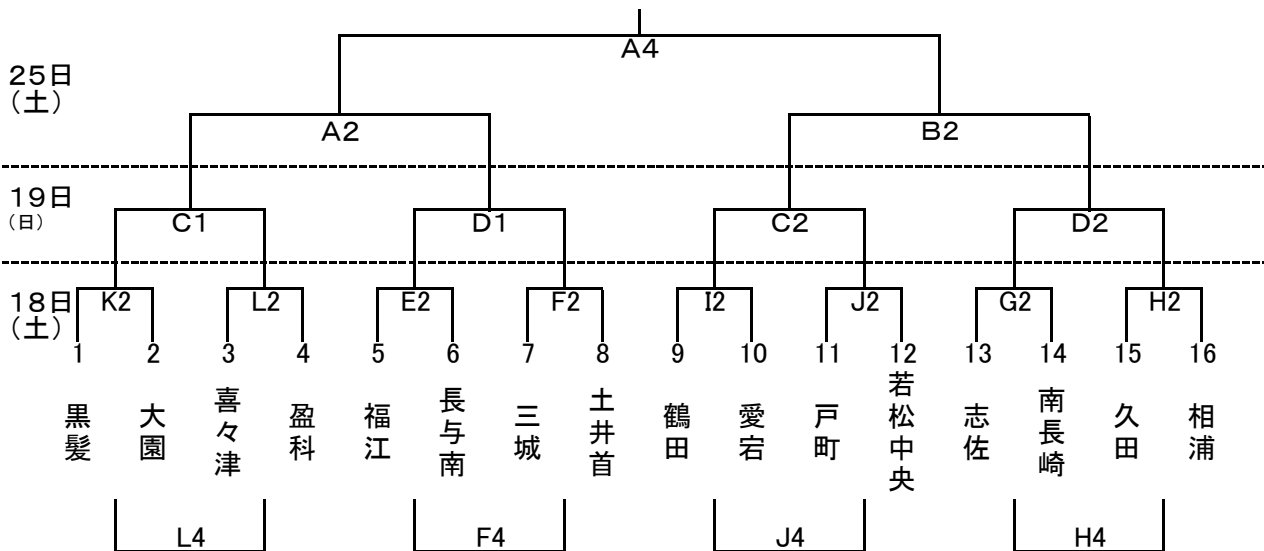 A4
25日
(土)
A2 B2
19日
(日)
C1 D1 C2 D2
18日
(土)
K2 L2 E2 F2 I2 J2 G2 H2
1 2 3 4 5 6 7 8 9 10 11 12 13 14 15 16
黒髪
大園
喜々津
盈科
福江
長与南
三城
土井首
鶴田
愛宕
戸町
若松中央
志佐
南長崎
久田
相浦
L4 F4 J4 H4